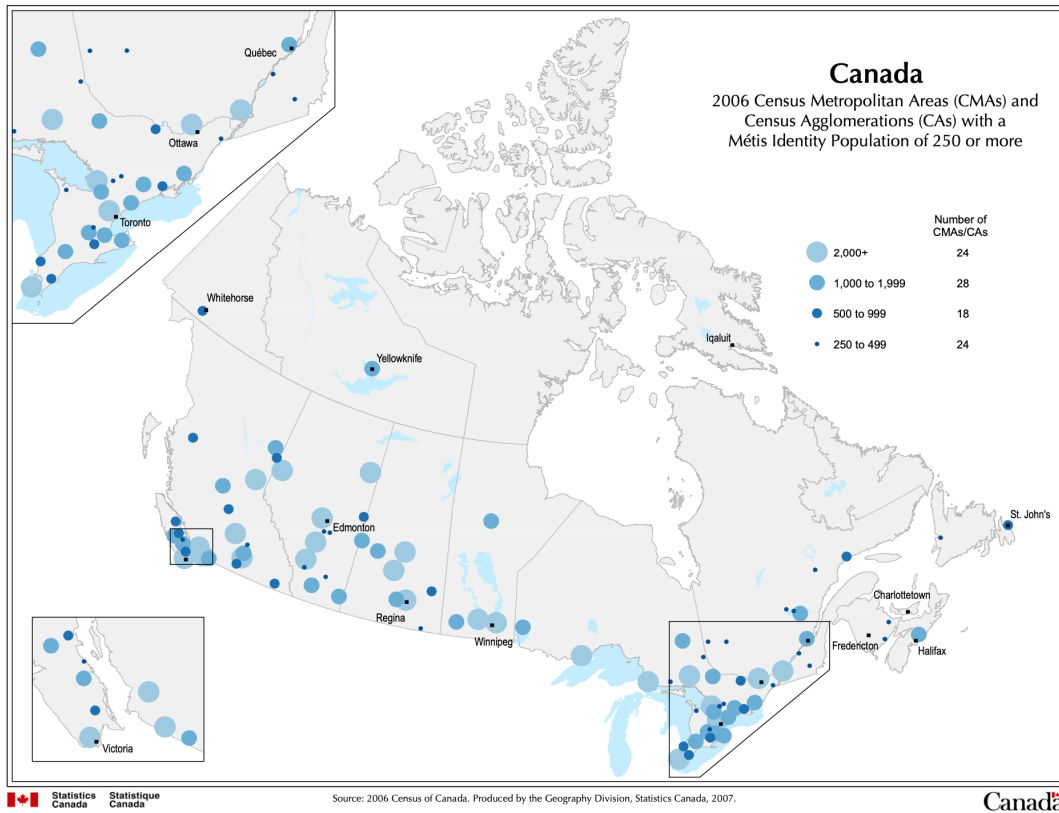 Canada
2006 Census Metropolitan Areas (CMAs) and
Census Agglomerations (CAs) with a
Métis Identity Population of 250 or more
Number of
CMAs/CAs
2,000+ 24
1,000 to 1,999 28
500 to 999 18
250 to 499 24
Québec
Ottawa
Toronto
Whitehorse
Yellowknife
Iqaluit
Edmonton
St. John's
Regina
Winnipeg
Charlottetown
Fredericton
Halifax
Victoria
Statistics Statistique
Canada Canada
Source: 2006 Census of Canada. Produced by the Geography Division, Statistics Canada, 2007.
Canada